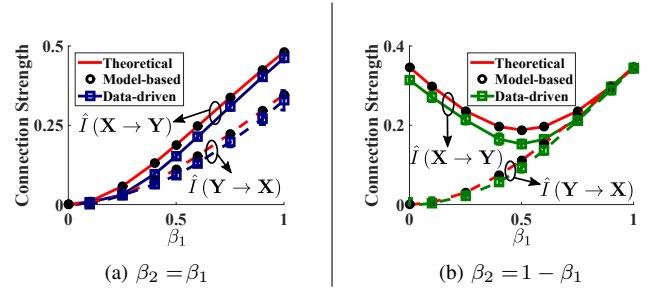 Connection Strength
0.5
0.25
0
Theoretical
Model-based
Data-driven
Î (X → Y)
Î (Y → X)
0 0.5 1
β₁
(a) β₂ = β₁
Connection Strength
0.4
0.2
0
Theoretical
Model-based
Data-driven
Î (X → Y)
Î (Y → X)
0 0.5 1
β₁
(b) β₂ = 1 − β₁